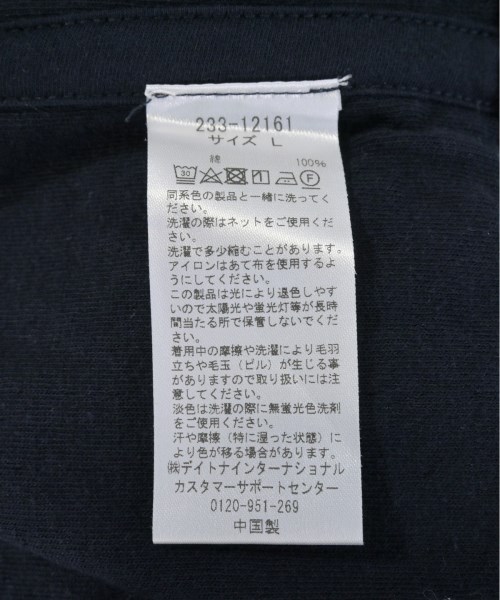 233-12161
サイズ L
綿 100%
30
F
同系色の製品と一緒に洗ってく
ださい。
洗濯の際はネットをご使用くだ
さい。
洗濯で多少縮むことがあります。
アイロンはあて布を使用するよ
うにしてください。
この製品は光により退色しやす
いので太陽光や蛍光灯等が長時
間当たる所で保管しないでくだ
さい。
着用中の摩擦や洗濯により毛羽
立ちや毛玉（ピル）が生じる事
がありますので取り扱いには注
意してください。
淡色は洗濯の際に無蛍光色洗剤
をご使用ください。
汗や摩擦（特に湿った状態）に
より色が移る場合があります。
㈱デイトナインターナショナル
カスタマーサポートセンター
0120-951-269
中国製